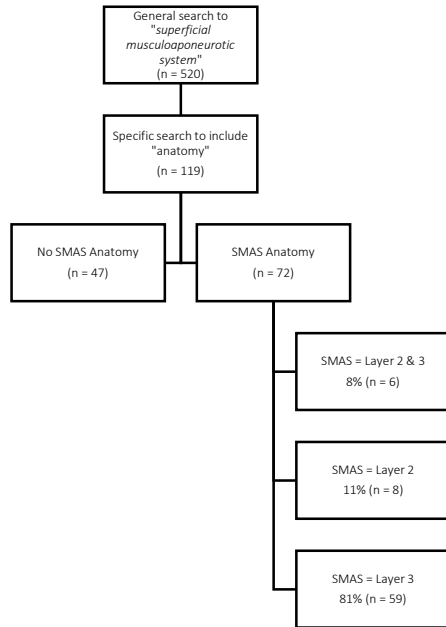 General search to
"superficial
musculoaponeurotic
system"
(n = 520)
Specific search to include
"anatomy"
(n = 119)
No SMAS Anatomy
(n = 47)
SMAS Anatomy
(n = 72)
SMAS = Layer 2 & 3
8% (n = 6)
SMAS = Layer 2
11% (n = 8)
SMAS = Layer 3
81% (n = 59)